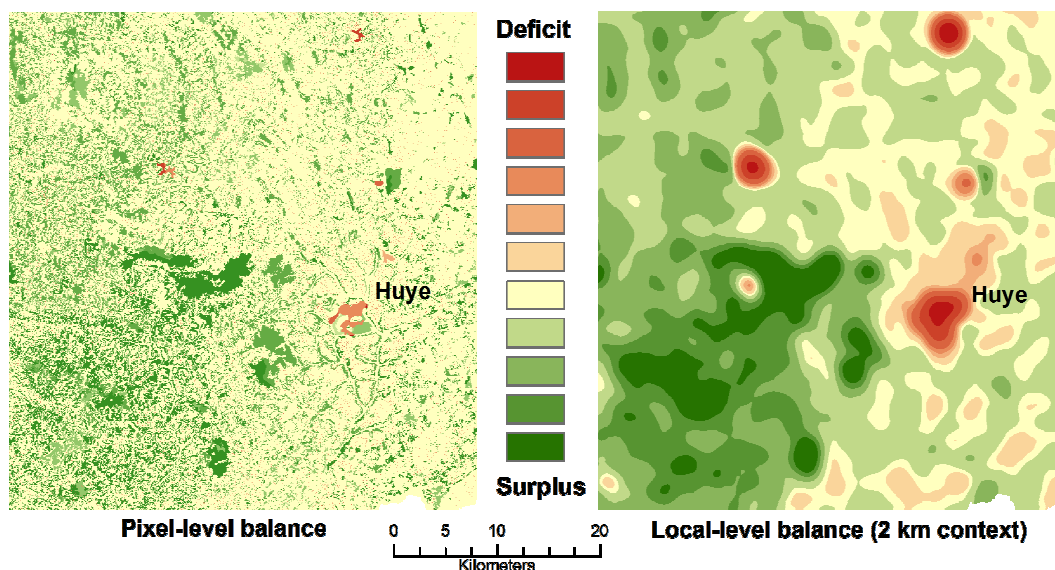 Deficit
Huye
Huye
Surplus
Pixel-level balance
Local-level balance (2 km context)
0 5 10 20
Kilometers